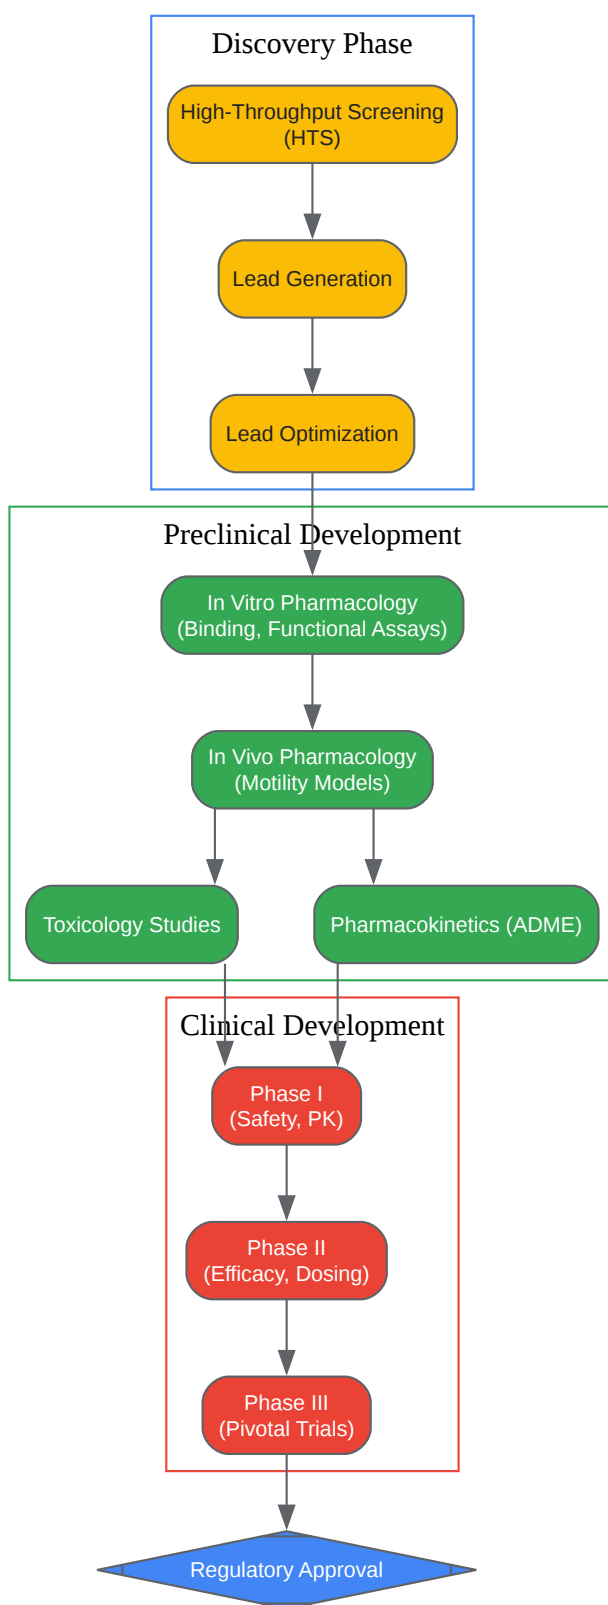 Discovery Phase
High-Throughput Screening
(HTS)
Lead Generation
Lead Optimization
Preclinical Development
In Vitro Pharmacology
(Binding, Functional Assays)
In Vivo Pharmacology
(Motility Models)
Toxicology Studies
Pharmacokinetics (ADME)
Clinical Development
Phase I
(Safety, PK)
Phase II
(Efficacy, Dosing)
Phase III
(Pivotal Trials)
Regulatory Approval